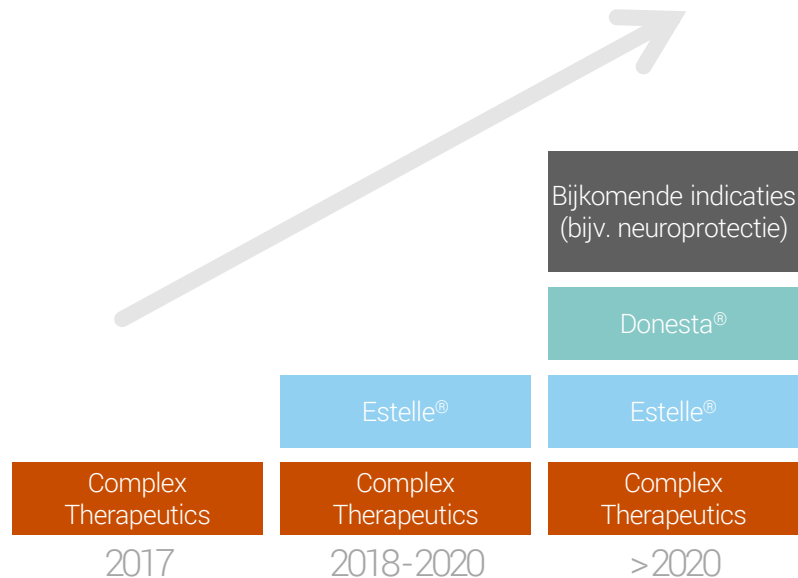 Bijkomende indicaties
(bijv. neuroprotectie)
Donesta®
Estelle®
Estelle®
Complex
Therapeutics
Complex
Therapeutics
Complex
Therapeutics
2017
2018-2020
>2020